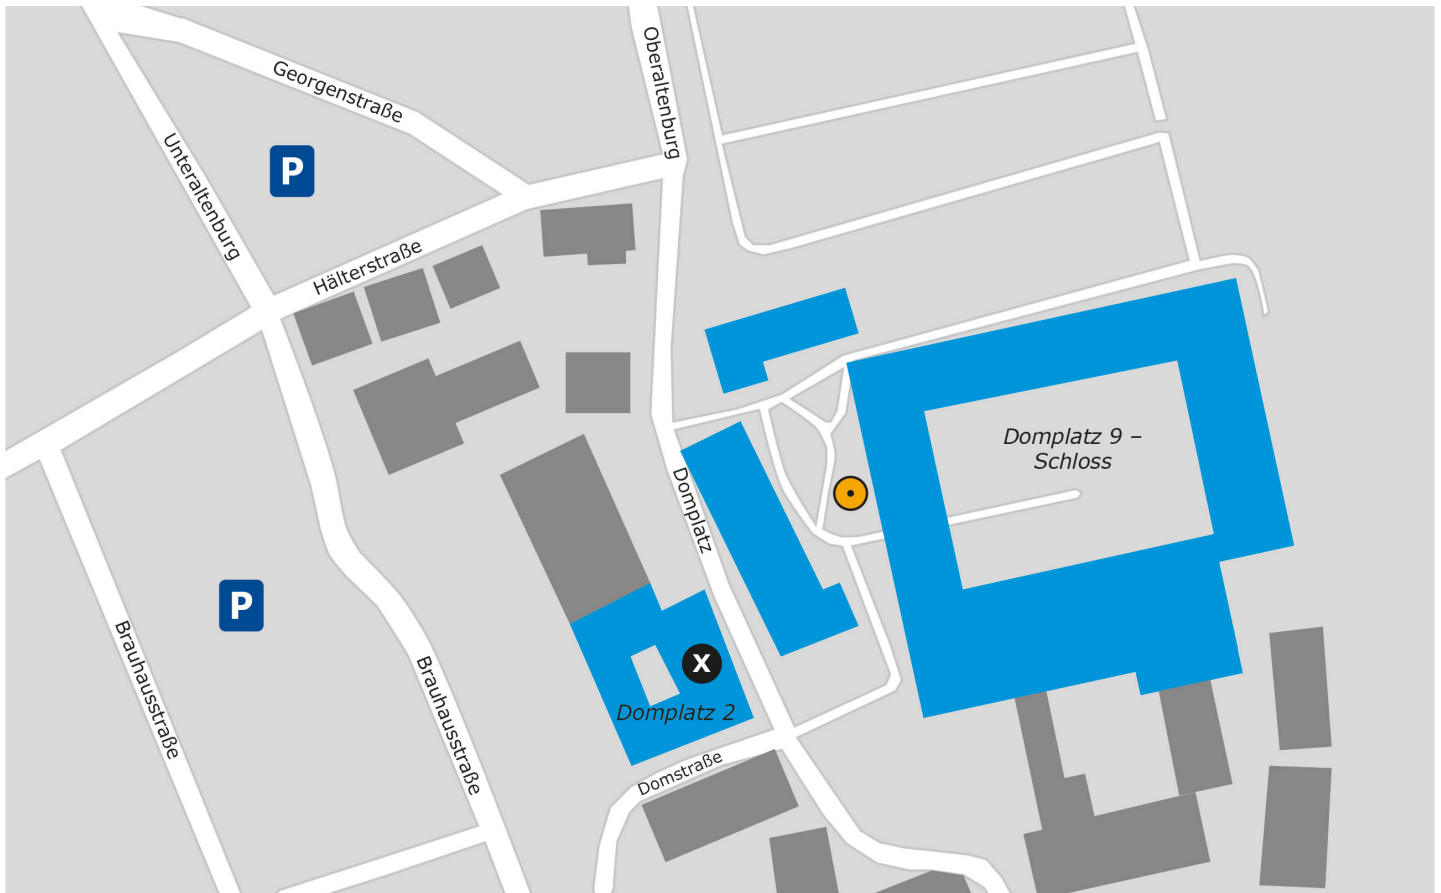 Georgenstraße
Oberaltenburg
Unteraltenburg
P
Hälterstraße
Domplatz 9 –
Schloss
Domplatz
P
X
Domplatz 2
Brauhausstraße
Brauhausstraße
Domstraße